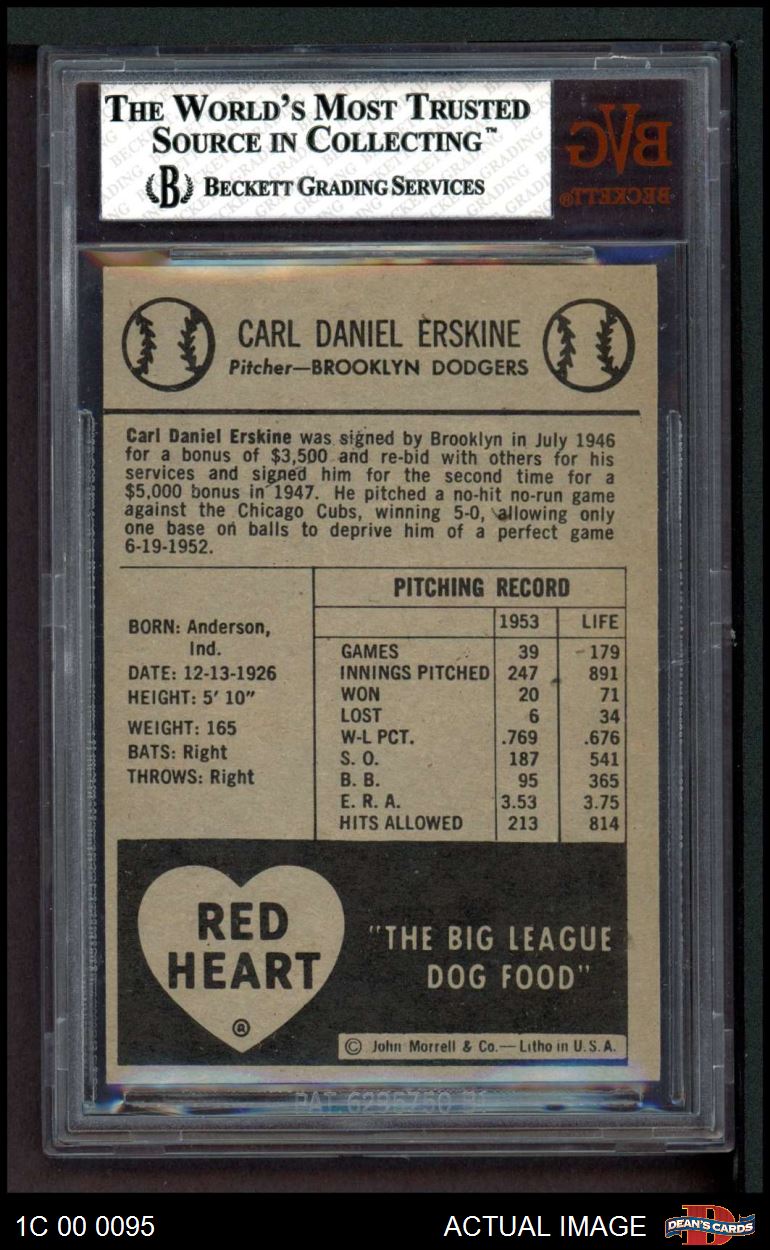 THE WORLD'S MOST TRUSTED
SOURCE IN COLLECTING™
B BECKETT GRADING SERVICES
BVG
BECKETT®
CARL DANIEL ERSKINE
Pitcher—BROOKLYN DODGERS
Carl Daniel Erskine was signed by Brooklyn in July 1946
for a bonus of $3,500 and re-bid with others for his
services and signed him for the second time for a
$5,000 bonus in 1947. He pitched a no-hit no-run game
against the Chicago Cubs, winning 5-0, allowing only
one base on balls to deprive him of a perfect game
6-19-1952.
BORN: Anderson,
Ind.
DATE: 12-13-1926
HEIGHT: 5' 10"
WEIGHT: 165
BATS: Right
THROWS: Right
PITCHING RECORD
1953 LIFE
GAMES 39 179
INNINGS PITCHED 247 891
WON 20 71
LOST 6 34
W-L PCT. .769 .676
S. O. 187 541
B. B. 95 365
E. R. A. 3.53 3.75
HITS ALLOWED 213 814
RED
HEART
®
"THE BIG LEAGUE
DOG FOOD"
© John Morrell & Co.—Litho in U.S.A.
1C 00 0095
ACTUAL IMAGE
DEAN'S CARDS